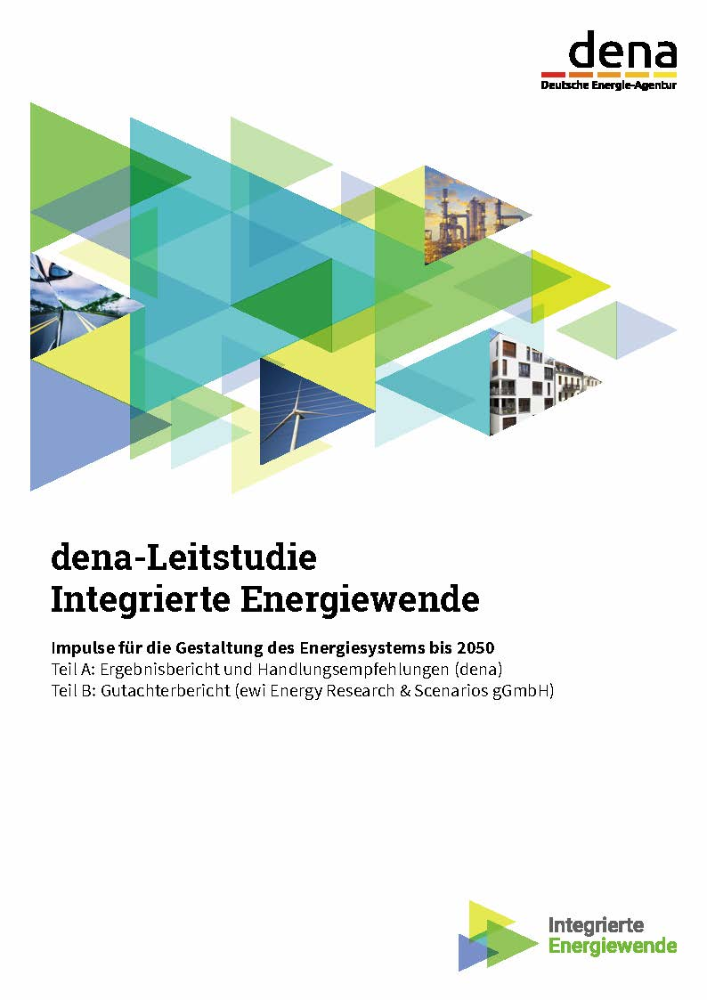 dena
Deutsche Energie-Agentur
dena-Leitstudie
Integrierte Energiewende
Impulse für die Gestaltung des Energiesystems bis 2050
Teil A: Ergebnisbericht und Handlungsempfehlungen (dena)
Teil B: Gutachterbericht (ewi Energy Research & Scenarios gGmbH)
Integrierte
Energiewende